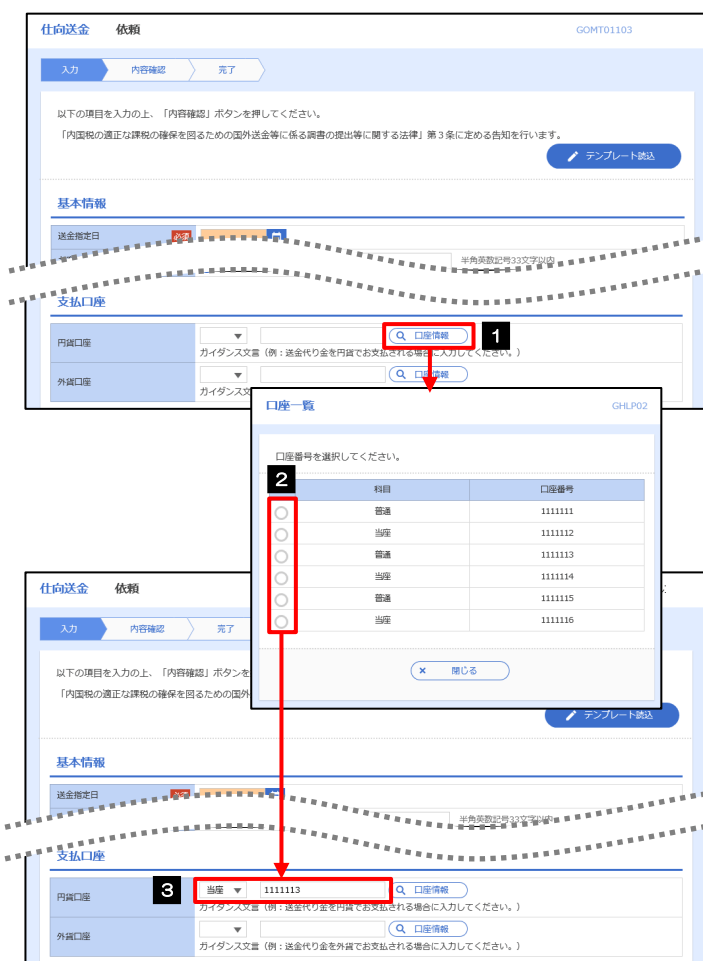 仕向送金 依頼 GOMT01103
入力 内容確認 完了
以下の項目を入力の上、「内容確認」ボタンを押してください。
「内国税の適正な課税の確保を図るための国外送金等に係る調書の提出等に関する法律」第3条に定める告知を行います。
テンプレート読込
基本情報
送金指定日 必須
半角英数記号33文字以内
支払口座
円貨口座 口座情報 1
ガイダンス文言(例:送金代り金を円貨でお支払される場合に入力してください。)
外貨口座 口座情報
ガイダンス文
口座一覧 GHLP02
口座番号を選択してください。
2
科目 口座番号
普通 1111111
当座 1111112
普通 1111113
当座 1111114
普通 1111115
当座 1111116
× 閉じる
仕向送金 依頼
入力 内容確認 完了
以下の項目を入力の上、「内容確認」ボタンを
「内国税の適正な課税の確保を図るための国外
テンプレート読込
基本情報
送金指定日 必須
半角英数記号33文字以内
支払口座
円貨口座 3 当座 1111113 口座情報
ガイダンス文言(例:送金代り金を円貨でお支払される場合に入力してください。)
外貨口座 口座情報
ガイダンス文言(例:送金代り金を外貨でお支払される場合に入力してください。)